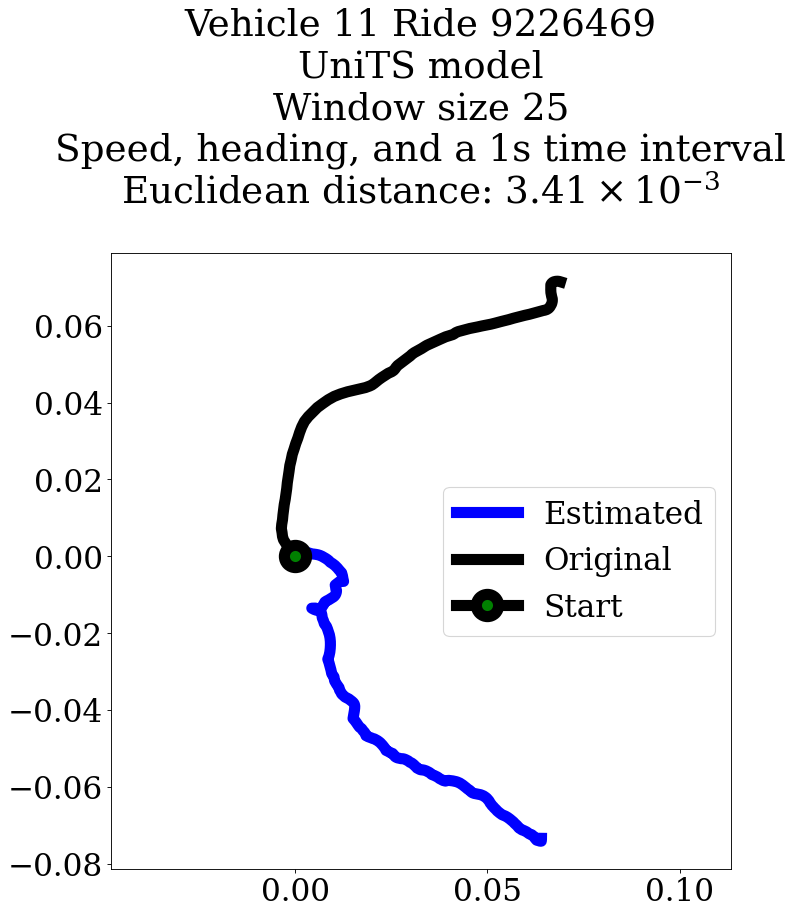 Vehicle 11 Ride 9226469
UniTS model
Window size 25
Speed, heading, and a 1s time interval
Euclidean distance: 3.41 × 10⁻³
0.06
0.04
0.02
0.00
−0.02
−0.04
−0.06
−0.08
Estimated
Original
Start
0.00 0.05 0.10